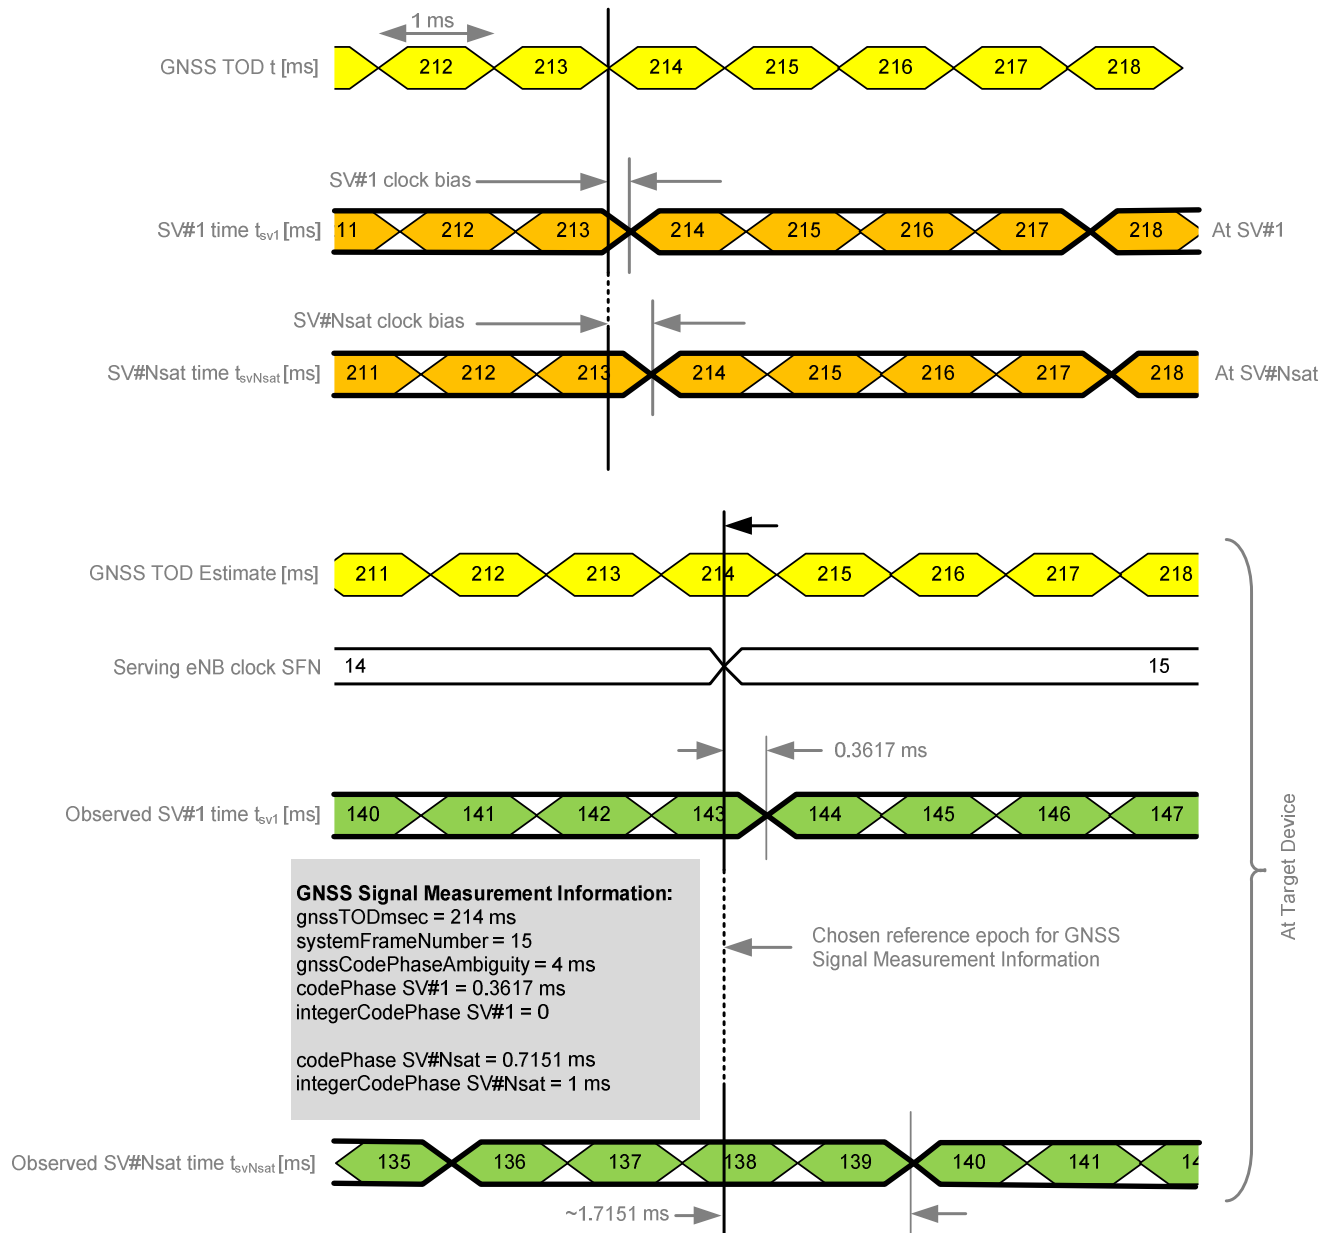 1 ms
GNSS TOD t [ms]
212 213 214 215 216 217 218
SV#1 clock bias
SV#1 time tsv1 [ms]
11 212 213 214 215 216 217 218
At SV#1
SV#Nsat clock bias
SV#Nsat time tsvNsat [ms]
211 212 213 214 215 216 217 218
At SV#Nsat
GNSS TOD Estimate [ms]
211 212 213 214 215 216 217 218
Serving eNB clock SFN
14 15
0.3617 ms
Observed SV#1 time tsv1 [ms]
140 141 142 143 144 145 146 147
At Target Device
GNSS Signal Measurement Information:
gnssTODmsec = 214 ms
systemFrameNumber = 15
gnssCodePhaseAmbiguity = 4 ms
codePhase SV#1 = 0.3617 ms
integerCodePhase SV#1 = 0
codePhase SV#Nsat = 0.7151 ms
integerCodePhase SV#Nsat = 1 ms
Chosen reference epoch for GNSS
Signal Measurement Information
Observed SV#Nsat time tsvNsat [ms]
135 136 137 138 139 140 141 14
~1.7151 ms